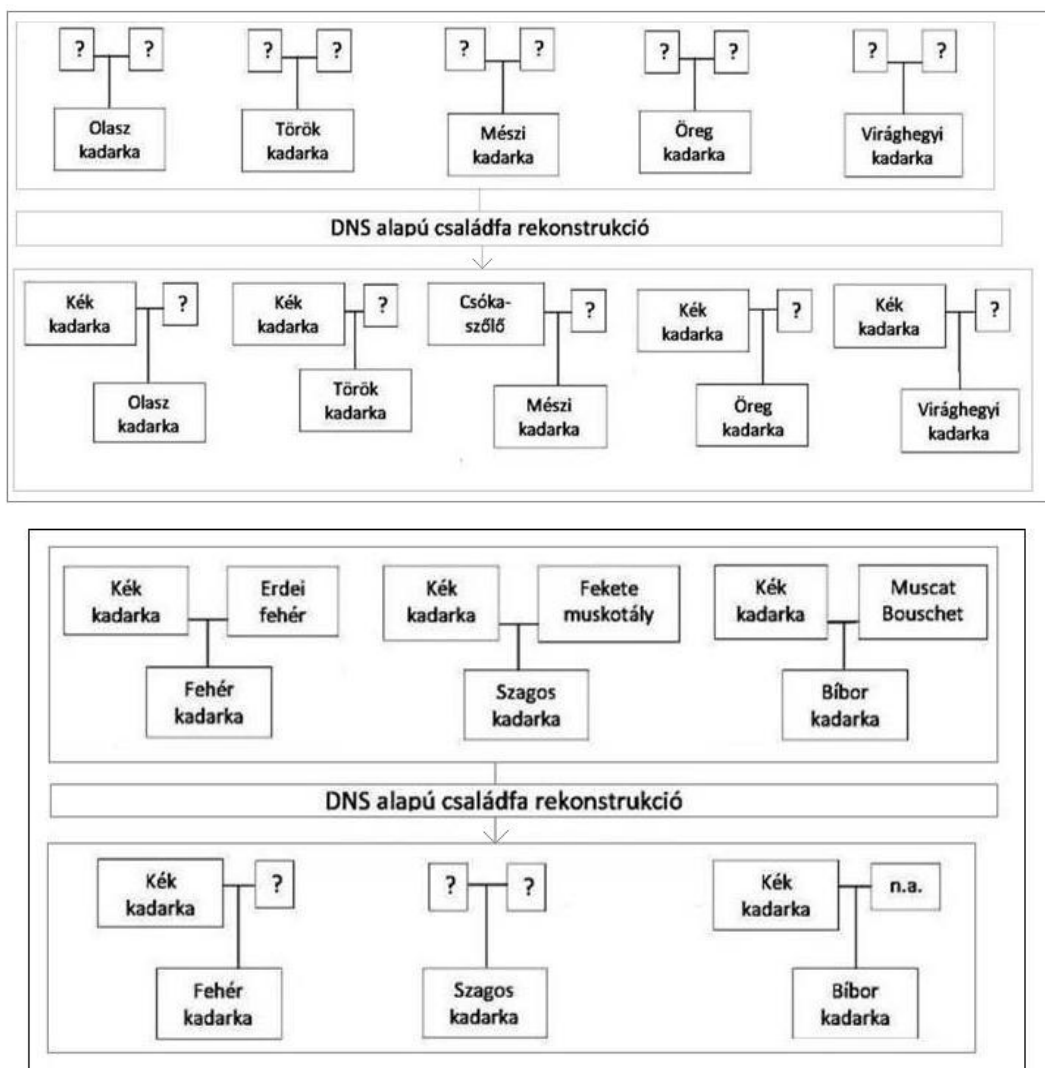 ? ? ? ? ? ? ? ? ? ?
Olasz
kadarka
Török
kadarka
Mészi
kadarka
Öreg
kadarka
Virághegyi
kadarka
DNS alapú családfa rekonstrukció
Kék
kadarka
?
Kék
kadarka
?
Csóka-
szőlő
?
Kék
kadarka
?
Kék
kadarka
?
Olasz
kadarka
Török
kadarka
Mészi
kadarka
Öreg
kadarka
Virághegyi
kadarka
Kék
kadarka
Erdei
fehér
Kék
kadarka
Fekete
muskotály
Kék
kadarka
Muscat
Bouschet
Fehér
kadarka
Szagos
kadarka
Bíbor
kadarka
DNS alapú családfa rekonstrukció
Kék
kadarka
?
? ?
Kék
kadarka
n.a.
Fehér
kadarka
Szagos
kadarka
Bíbor
kadarka